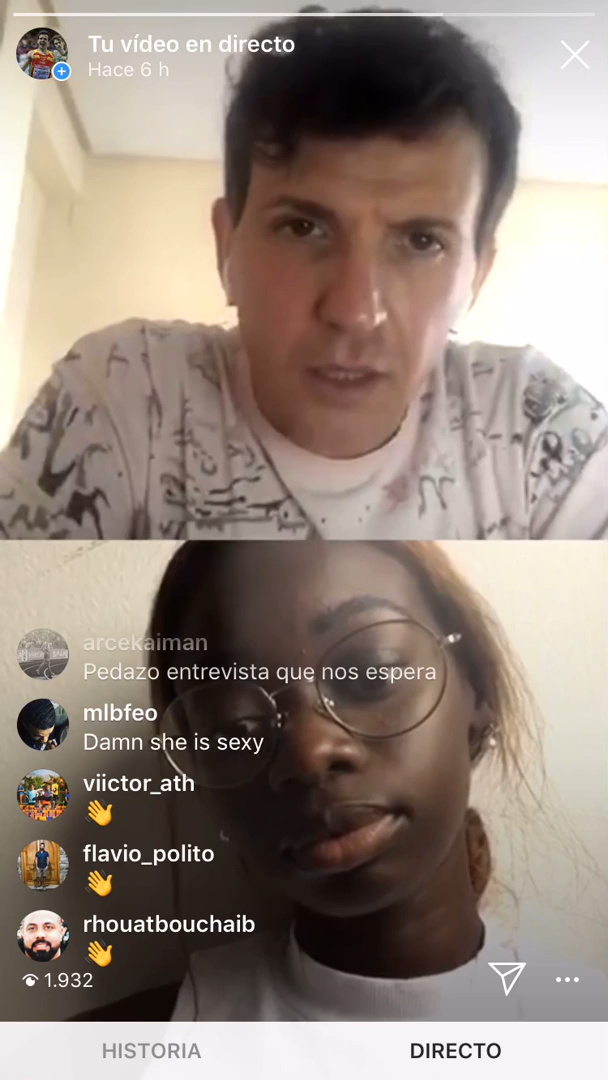 Tu vídeo en directo
Hace 6 h
arcekaiman
Pedazo entrevista que nos espera
mlbfeo
Damn she is sexy
viictor_ath
👋
flavio_polito
👋
rhouatbouchaib
👋
1.932
HISTORIA
DIRECTO